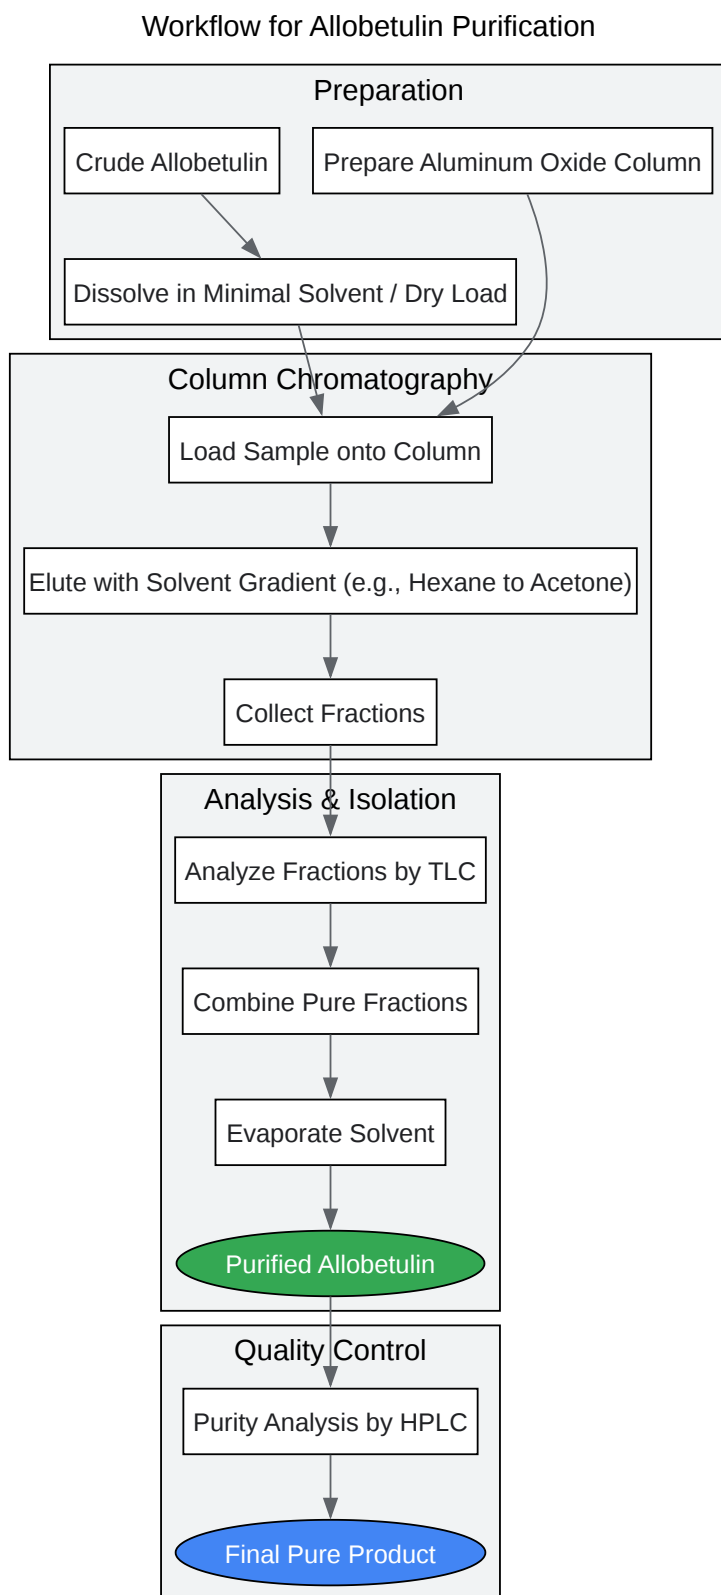 Workflow for Allobetulin Purification
Preparation
Crude Allobetulin
Prepare Aluminum Oxide Column
Dissolve in Minimal Solvent / Dry Load
Column Chromatography
Load Sample onto Column
Elute with Solvent Gradient (e.g., Hexane to Acetone)
Collect Fractions
Analysis & Isolation
Analyze Fractions by TLC
Combine Pure Fractions
Evaporate Solvent
Purified Allobetulin
Quality Control
Purity Analysis by HPLC
Final Pure Product